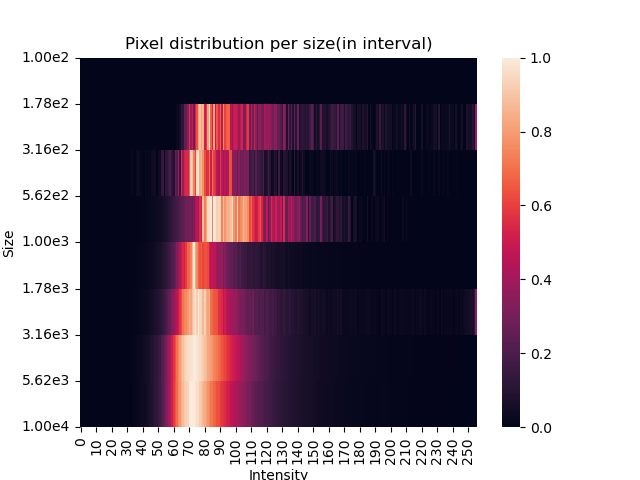 Pixel distribution per size(in interval)
1.00e2
1.78e2
3.16e2
5.62e2
1.00e3
1.78e3
3.16e3
5.62e3
1.00e4
Size
0 10 20 30 40 50 60 70 80 90 100 110 120 130 140 150 160 170 180 190 200 210 220 230 240 250
Intensity
1.0
0.8
0.6
0.4
0.2
0.0